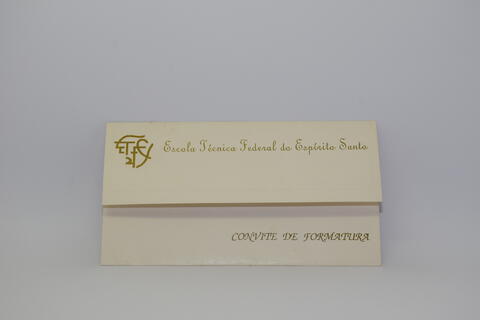 ETFES
Escola Técnica Federal do Espírito Santo
CONVITE DE FORMATURA